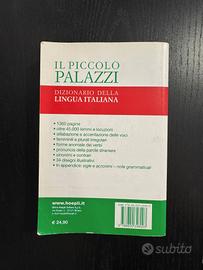 IL PICCOLO
PALAZZI
DIZIONARIO DELLA
LINGUA ITALIANA
• 1360 pagine
• oltre 45.000 lemmi e locuzioni
• sillabazione e accentazione delle voci
• femminili e plurali irregolari
• forme anomale dei verbi
• pronuncia delle parole straniere
• sinonimi e contrari
• 34 disegni illustrativi
• In appendice: sigle e acronimi – note grammaticali
www.hoepli.it
€ 24,90
subito